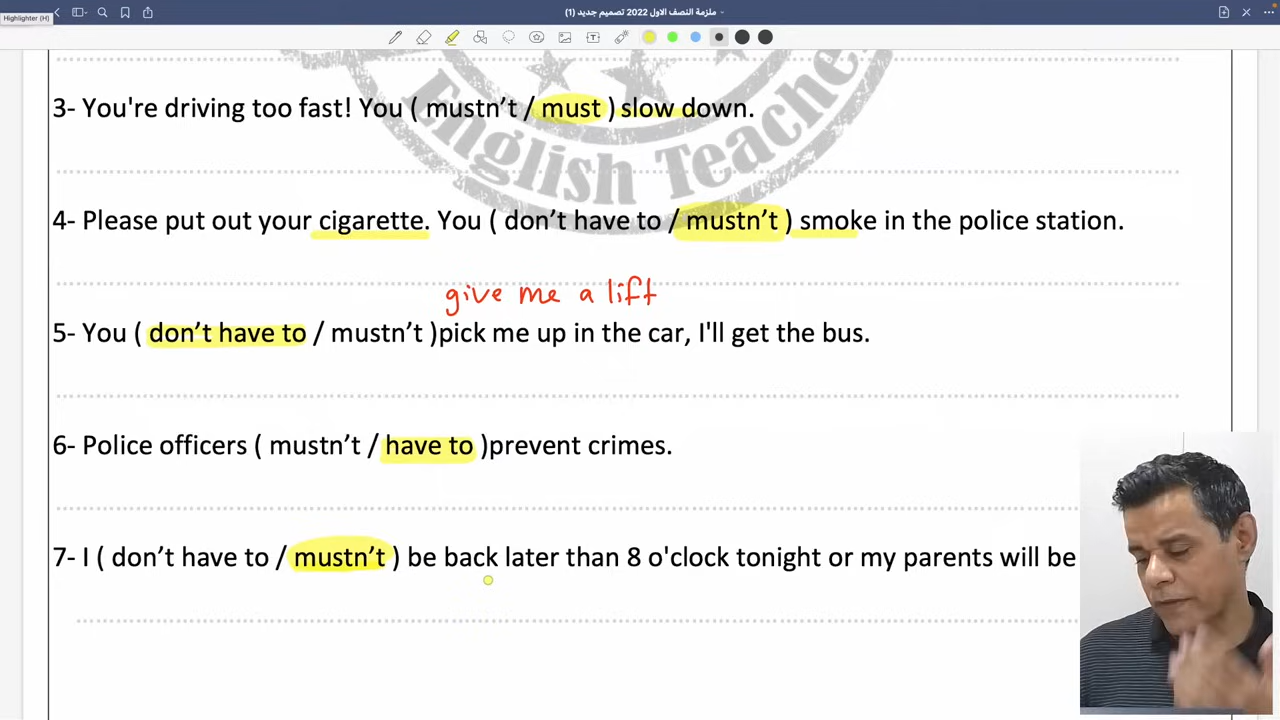 Highlighter (H)
ملزمة النصف الاول 2022 تصميم جديد (1)
3- You're driving too fast! You ( mustn't / must ) slow down.
English Teacher
4- Please put out your cigarette. You ( don't have to / mustn't ) smoke in the police station.
give me a lift
5- You ( don't have to / mustn't )pick me up in the car, I'll get the bus.
6- Police officers ( mustn't / have to )prevent crimes.
7- I ( don't have to / mustn't ) be back later than 8 o'clock tonight or my parents will be